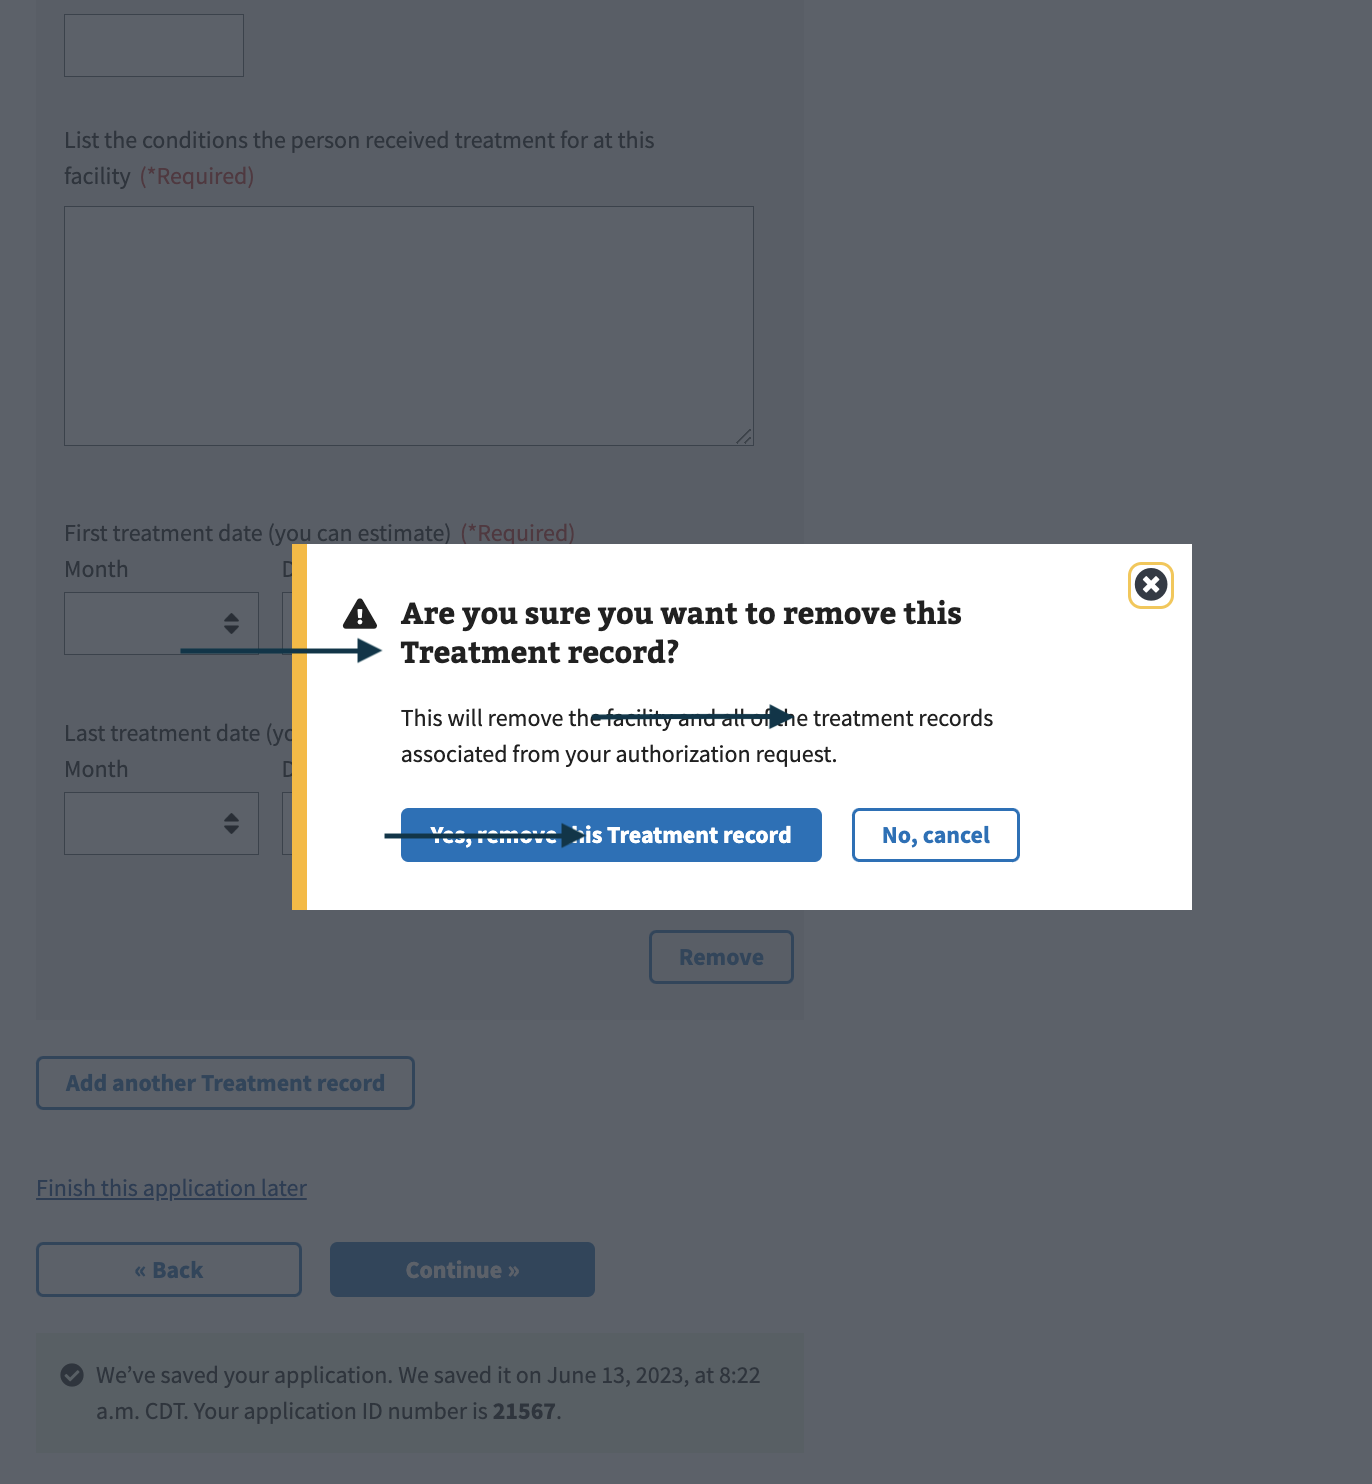 List the conditions the person received treatment for at this
facility (*Required)
First treatment date (you can estimate) (*Required)
Month
D
Are you sure you want to remove this
Treatment record?
This will remove the facility and all of the treatment records
associated from your authorization request.
Last treatment date (yo
Month
D
Yes, remove this Treatment record
No, cancel
Remove
Add another Treatment record
Finish this application later
« Back
Continue »
We’ve saved your application. We saved it on June 13, 2023, at 8:22
a.m. CDT. Your application ID number is 21567.